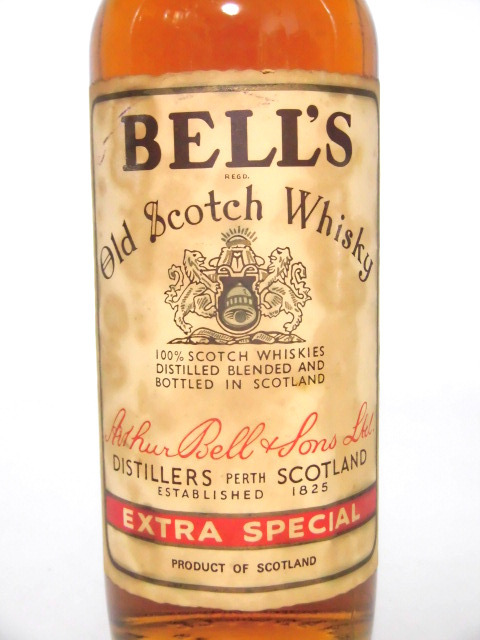 BELL'S
REGD.
Old Scotch Whisky
100% SCOTCH WHISKIES
DISTILLED BLENDED AND
BOTTLED IN SCOTLAND
Arthur Bell & Sons Ltd.
DISTILLERS PERTH SCOTLAND
ESTABLISHED 1825
EXTRA SPECIAL
PRODUCT OF SCOTLAND